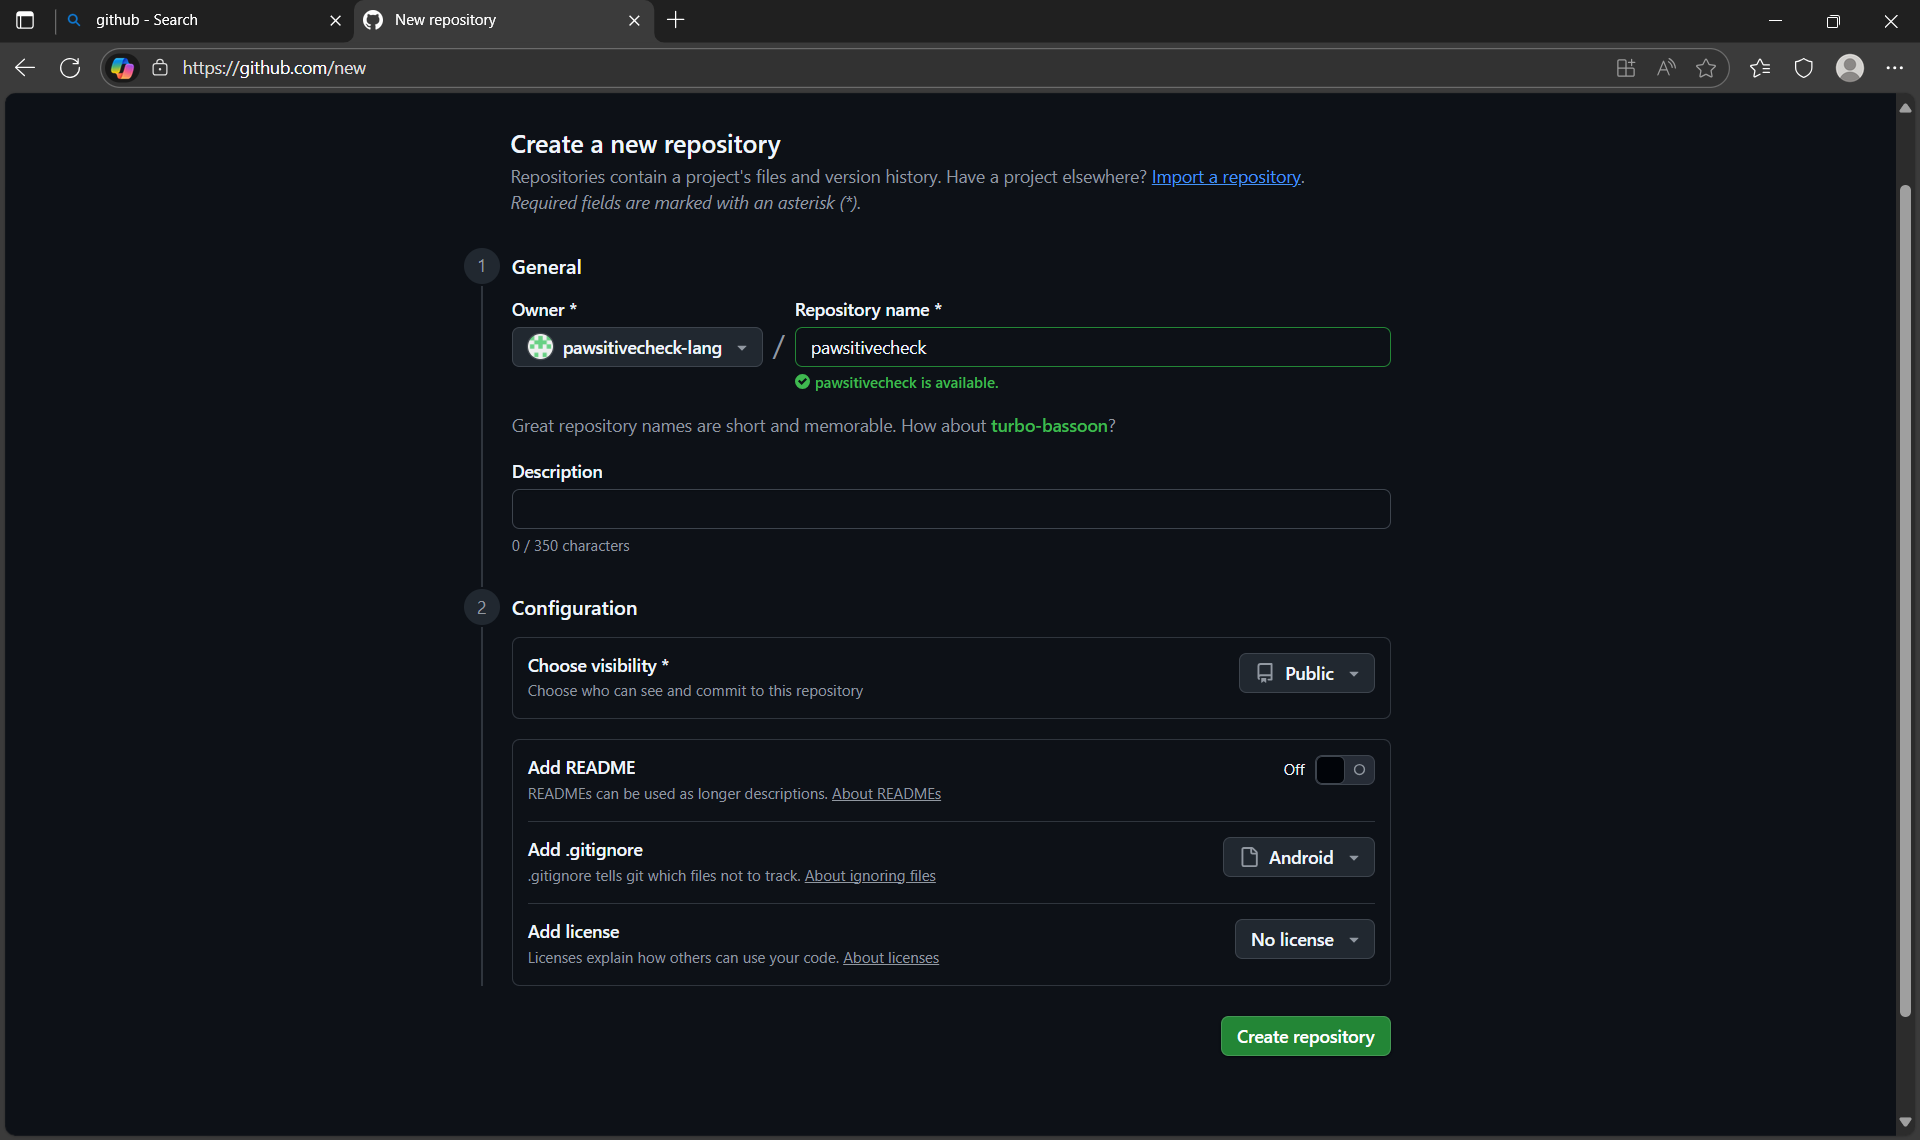 github - Search
New repository
https://github.com/new
Create a new repository
Repositories contain a project's files and version history. Have a project elsewhere? Import a repository.
Required fields are marked with an asterisk (*).
1 General
Owner * Repository name *
pawsitivecheck-lang / pawsitivecheck
pawsitivecheck is available.
Great repository names are short and memorable. How about turbo-bassoon?
Description
0 / 350 characters
2 Configuration
Choose visibility *
Choose who can see and commit to this repository
Public
Add README
READMEs can be used as longer descriptions. About READMEs
Off
Add .gitignore
.gitignore tells git which files not to track. About ignoring files
Android
Add license
Licenses explain how others can use your code. About licenses
No license
Create repository